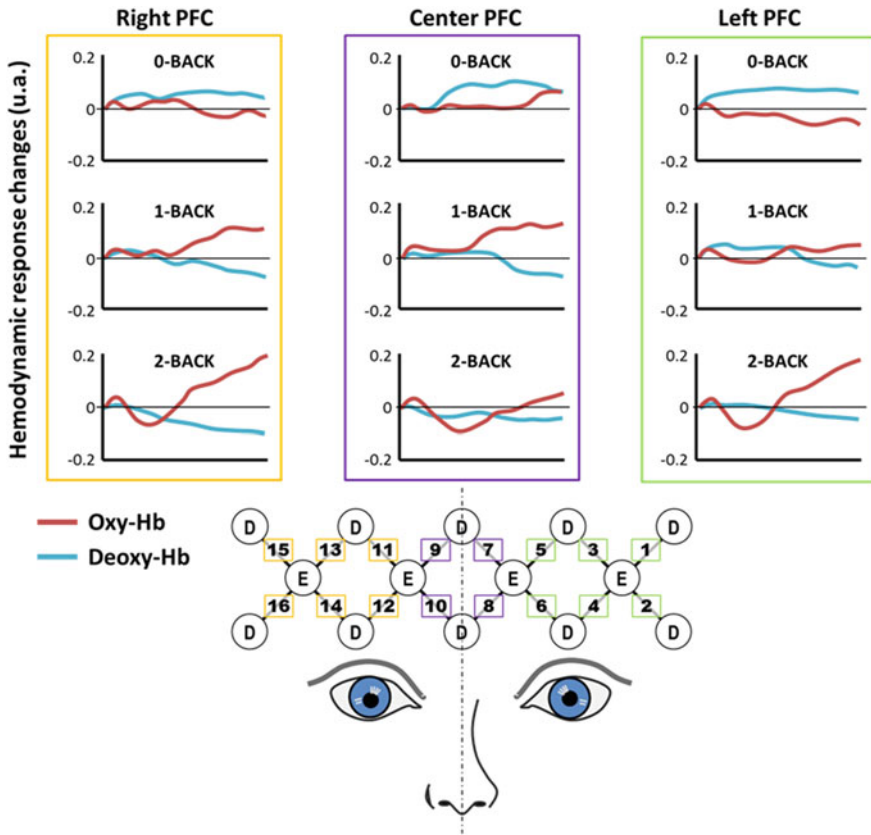 Right PFC Center PFC Left PFC
Hemodynamic response changes (u.a.)
0.2 0-BACK
0
-0.2
0.2 1-BACK
0
-0.2
0.2 2-BACK
0
-0.2
0.2 0-BACK
0
-0.2
0.2 1-BACK
0
-0.2
0.2 2-BACK
0
-0.2
0.2 0-BACK
0
-0.2
0.2 1-BACK
0
-0.2
0.2 2-BACK
0
-0.2
Oxy-Hb
Deoxy-Hb
D D D D D
15 13 11 9 7 5 3 1
E E E E
16 14 12 10 8 6 4 2
D D D D D